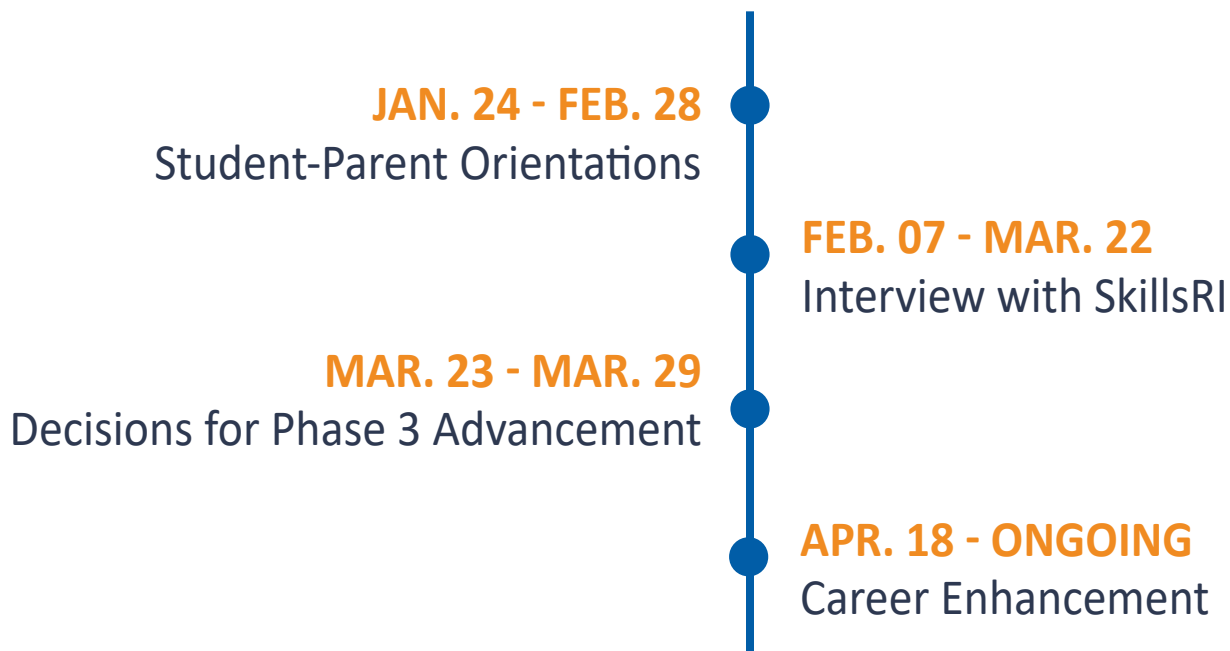 JAN. 24 - FEB. 28
Student-Parent Orientations
FEB. 07 - MAR. 22
Interview with SkillsRI
MAR. 23 - MAR. 29
Decisions for Phase 3 Advancement
APR. 18 - ONGOING
Career Enhancement